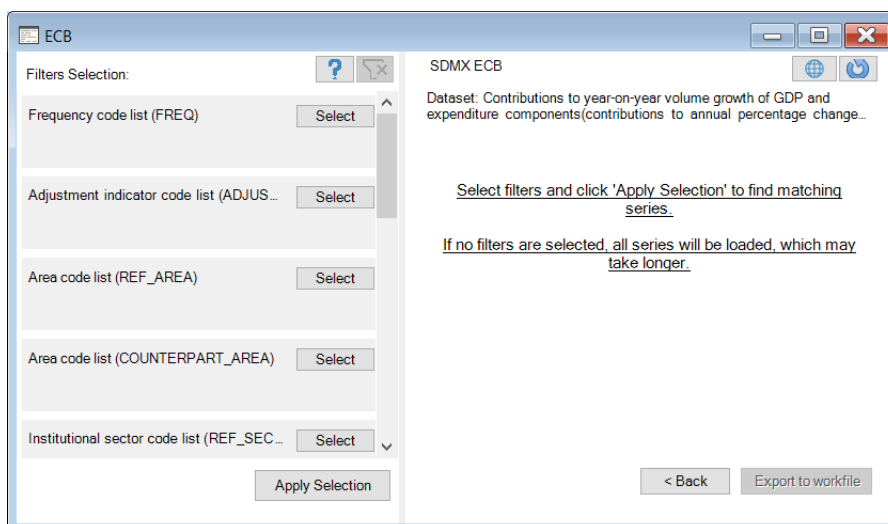 ECB
Filters Selection:
?
Frequency code list (FREQ)
Select
Adjustment indicator code list (ADJUS...
Select
Area code list (REF_AREA)
Select
Area code list (COUNTERPART_AREA)
Select
Institutional sector code list (REF_SEC...
Select
Apply Selection
SDMX ECB
Dataset: Contributions to year-on-year volume growth of GDP and
expenditure components(contributions to annual percentage change...
Select filters and click 'Apply Selection' to find matching
series.
If no filters are selected, all series will be loaded, which may
take longer.
< Back
Export to workfile